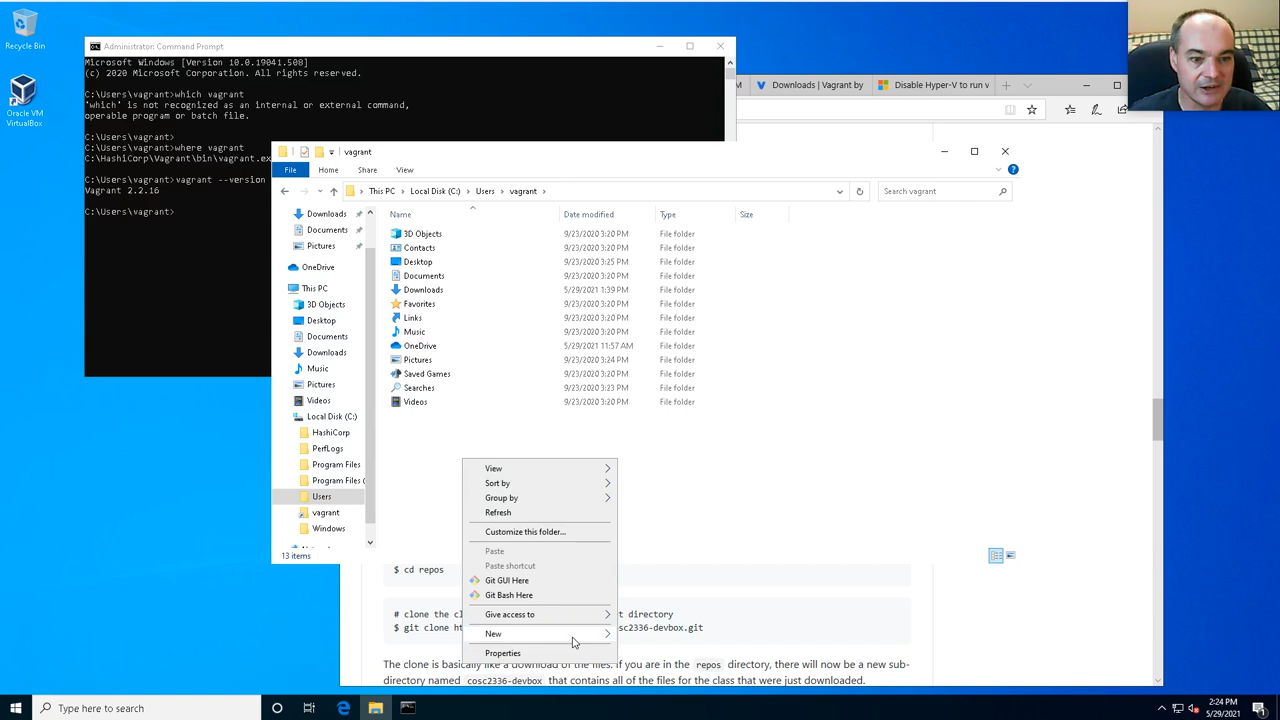 Recycle Bin
Oracle VM
VirtualBox
Administrator: Command Prompt
Microsoft Windows [Version 10.0.19041.508]
(c) 2020 Microsoft Corporation. All rights reserved.
C:\Users\vagrant>which vagrant
'which' is not recognized as an internal or external command,
operable program or batch file.
C:\Users\vagrant>
C:\Users\vagrant>where vagrant
C:\HashiCorp\Vagrant\bin\vagrant.ex
C:\Users\vagrant>vagrant --version
Vagrant 2.2.16
C:\Users\vagrant>
Downloads | Vagrant by
Disable Hyper-V to run v
vagrant
File Home Share View
This PC > Local Disk (C:) > Users > vagrant >
Search vagrant
Downloads
Documents
Pictures
OneDrive
This PC
3D Objects
Desktop
Documents
Downloads
Music
Pictures
Videos
Local Disk (C:)
HashiCorp
PerfLogs
Program Files
Program Files (
Users
vagrant
Windows
13 items
Name Date modified Type Size
3D Objects 9/23/2020 3:20 PM File folder
Contacts 9/23/2020 3:20 PM File folder
Desktop 9/23/2020 3:25 PM File folder
Documents 9/23/2020 3:20 PM File folder
Downloads 5/29/2021 1:39 PM File folder
Favorites 9/23/2020 3:20 PM File folder
Links 9/23/2020 3:20 PM File folder
Music 9/23/2020 3:20 PM File folder
OneDrive 5/29/2021 11:57 AM File folder
Pictures 9/23/2020 3:24 PM File folder
Saved Games 9/23/2020 3:20 PM File folder
Searches 9/23/2020 3:23 PM File folder
Videos 9/23/2020 3:20 PM File folder
View
Sort by
Group by
Refresh
Customize this folder...
Paste
Paste shortcut
Git GUI Here
Git Bash Here
Give access to
New
Properties
$ cd repos
# clone the cl t directory
$ git clone ht osc2336-devbox.git
The clone is basically like a download of the files. If you are in the repos directory, there will now be a new sub-
directory named cosc2336-devbox that contains all of the files for the class that were just downloaded.
Type here to search
2:24 PM
5/29/2021